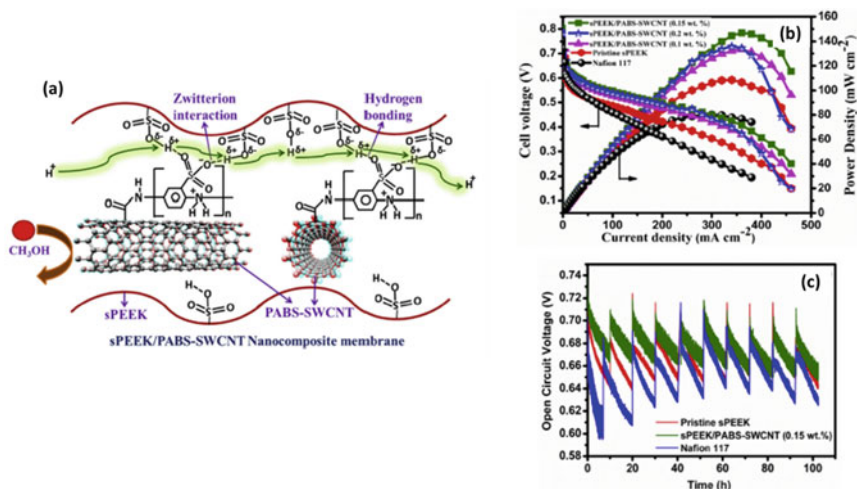 (a)
Zwitterion
interaction
Hydrogen
bonding
O=S=O
δ-
H δ+
O
H+
H+
N-H
O
n
CH3OH
sPEEK
PABS-SWCNT
sPEEK/PABS-SWCNT Nanocomposite membrane
(b)
sPEEK/PABS-SWCNT (0.15 wt. %)
sPEEK/PABS-SWCNT (0.2 wt. %)
sPEEK/PABS-SWCNT (0.1 wt. %)
Pristine sPEEK
Nafion 117
Cell voltage (V)
0.8
0.7
0.6
0.5
0.4
0.3
0.2
0.1
Power Density (mW cm-2)
160
140
120
100
80
60
40
20
0
0 100 200 300 400 500
Current density (mA cm-2)
(c)
Open Circuit Voltage (V)
0.74
0.72
0.70
0.68
0.66
0.64
0.62
0.60
0.58
Pristine sPEEK
sPEEK/PABS-SWCNT (0.15 wt.%)
Nafion 117
0 20 40 60 80 100
Time (h)